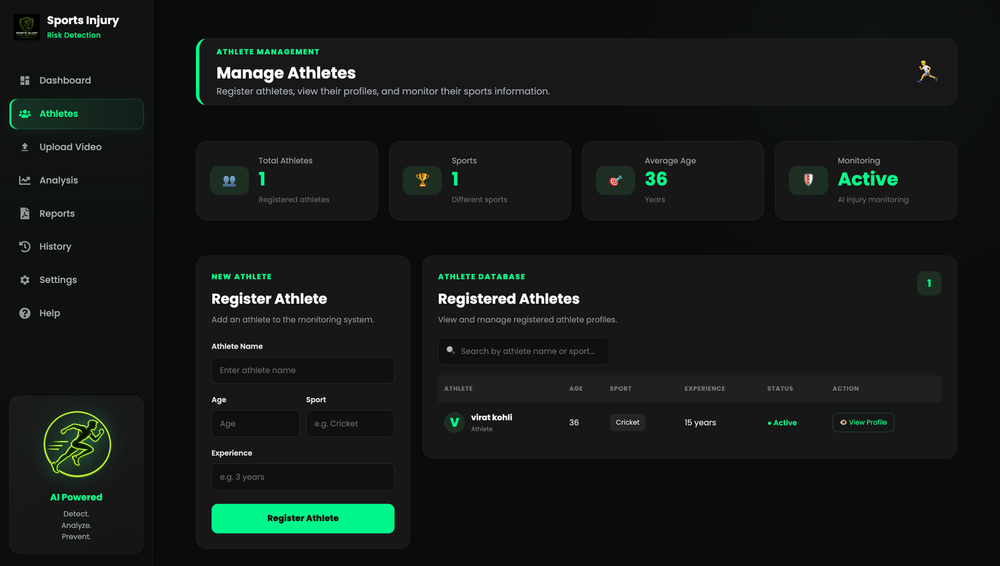 Sports Injury
Risk Detection
Dashboard
Athletes
Upload Video
Analysis
Reports
History
Settings
Help
AI Powered
Detect.
Analyze.
Prevent.
ATHLETE MANAGEMENT
Manage Athletes
Register athletes, view their profiles, and monitor their sports information.
Total Athletes
1
Registered athletes
Sports
1
Different sports
Average Age
36
Years
Monitoring
Active
AI injury monitoring
NEW ATHLETE
Register Athlete
Add an athlete to the monitoring system.
Athlete Name
Enter athlete name
Age Sport
Age e.g. Cricket
Experience
e.g. 3 years
Register Athlete
ATHLETE DATABASE
1
Registered Athletes
View and manage registered athlete profiles.
Search by athlete name or sport...
ATHLETE AGE SPORT EXPERIENCE STATUS ACTION
V virat kohli 36 Cricket 15 years Active View Profile
Athlete